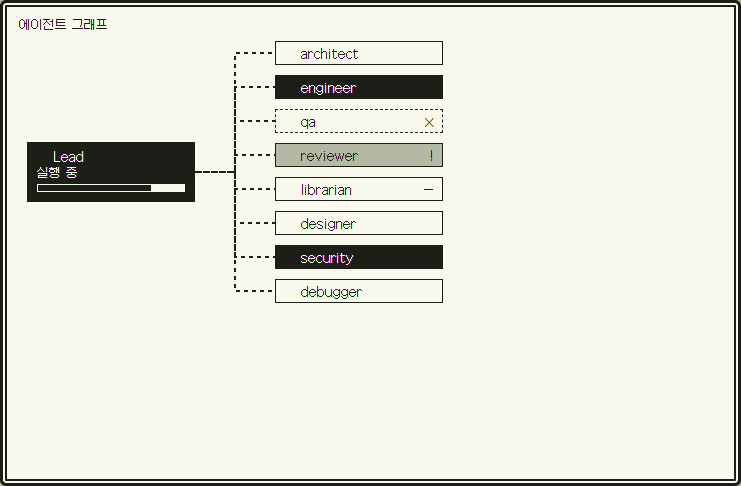 에이전트 그래프
architect
engineer
qa ×
Lead
실행 중
reviewer !
librarian –
designer
security
debugger